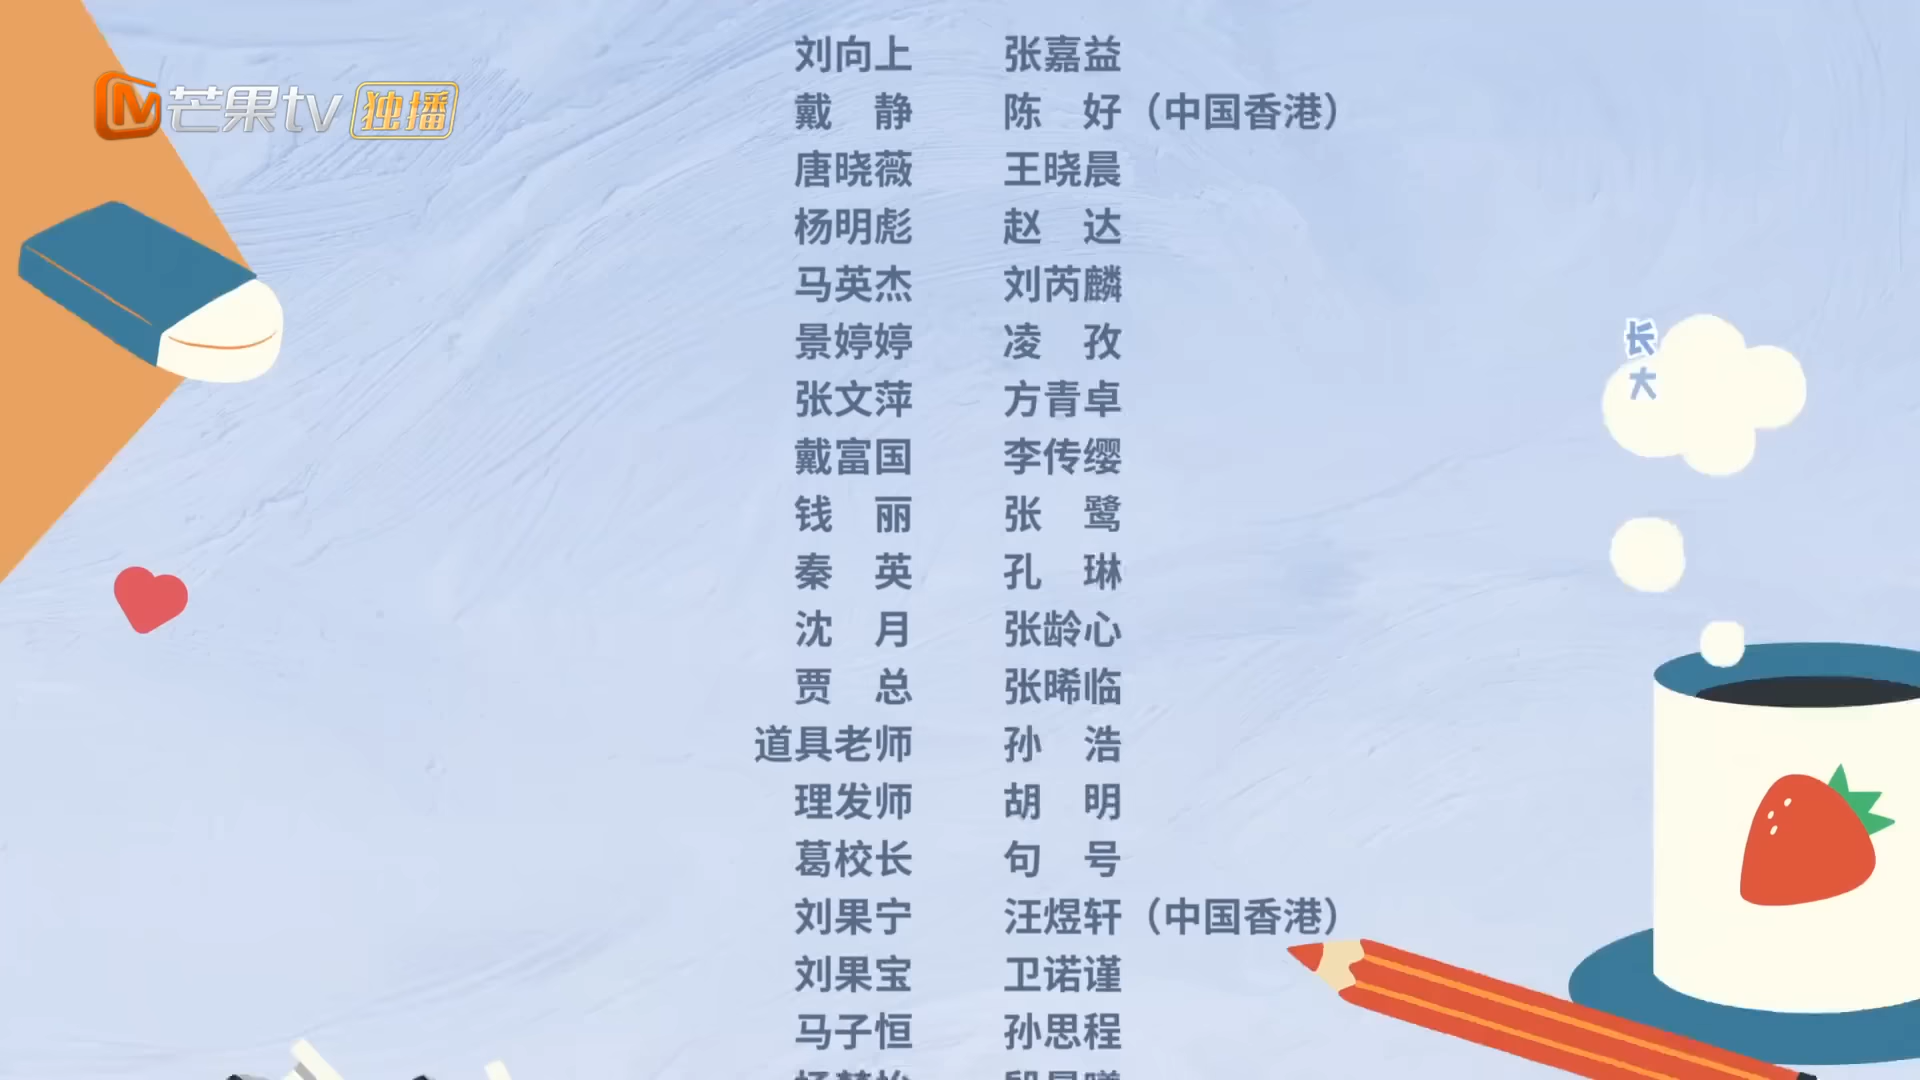 芒果tv 独播
刘向上 张嘉益
戴 静 陈 好（中国香港）
唐晓薇 王晓晨
杨明彪 赵 达
马英杰 刘芮麟
景婷婷 凌 孜
张文萍 方青卓
戴富国 李传缨
钱 丽 张 鹭
秦 英 孔 琳
沈 月 张龄心
贾 总 张晞临
道具老师 孙 浩
理发师 胡 明
葛校长 句 号
刘果宁 汪煜轩（中国香港）
刘果宝 卫诺谨
马子恒 孙思程
长
大